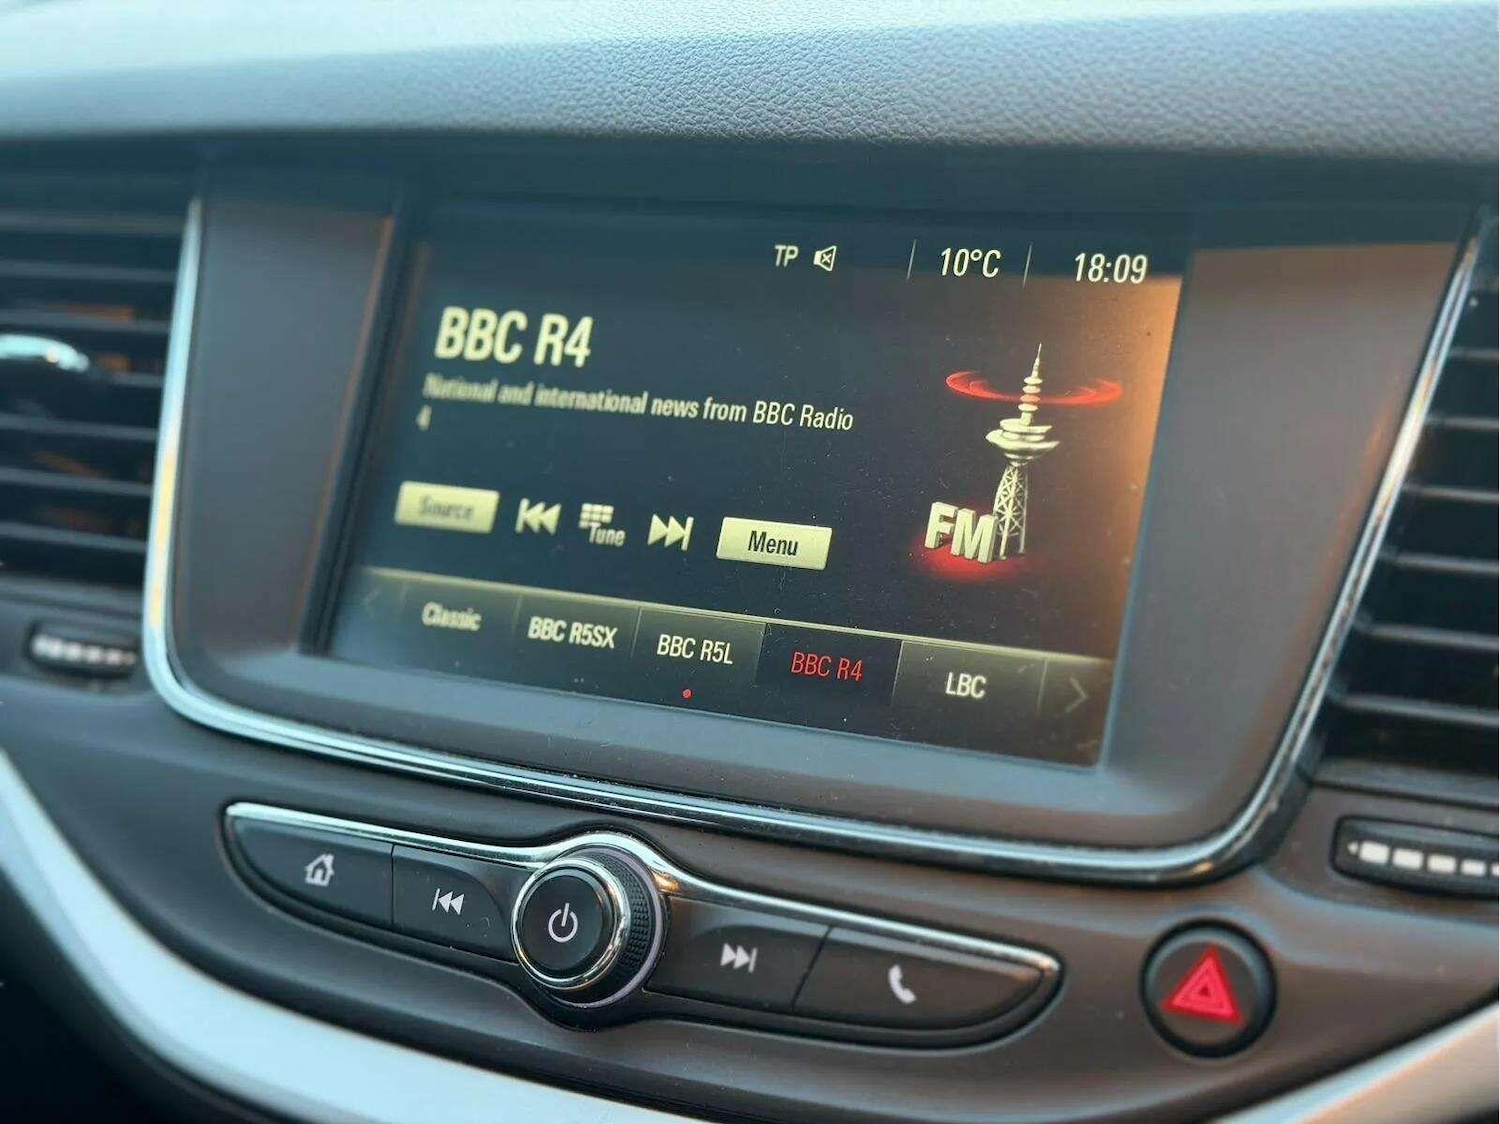 TP
10°C
18:09
BBC R4
National and international news from BBC Radio
4
Source
Tune
Menu
FM
Classic
BBC R5SX
BBC R5L
BBC R4
LBC